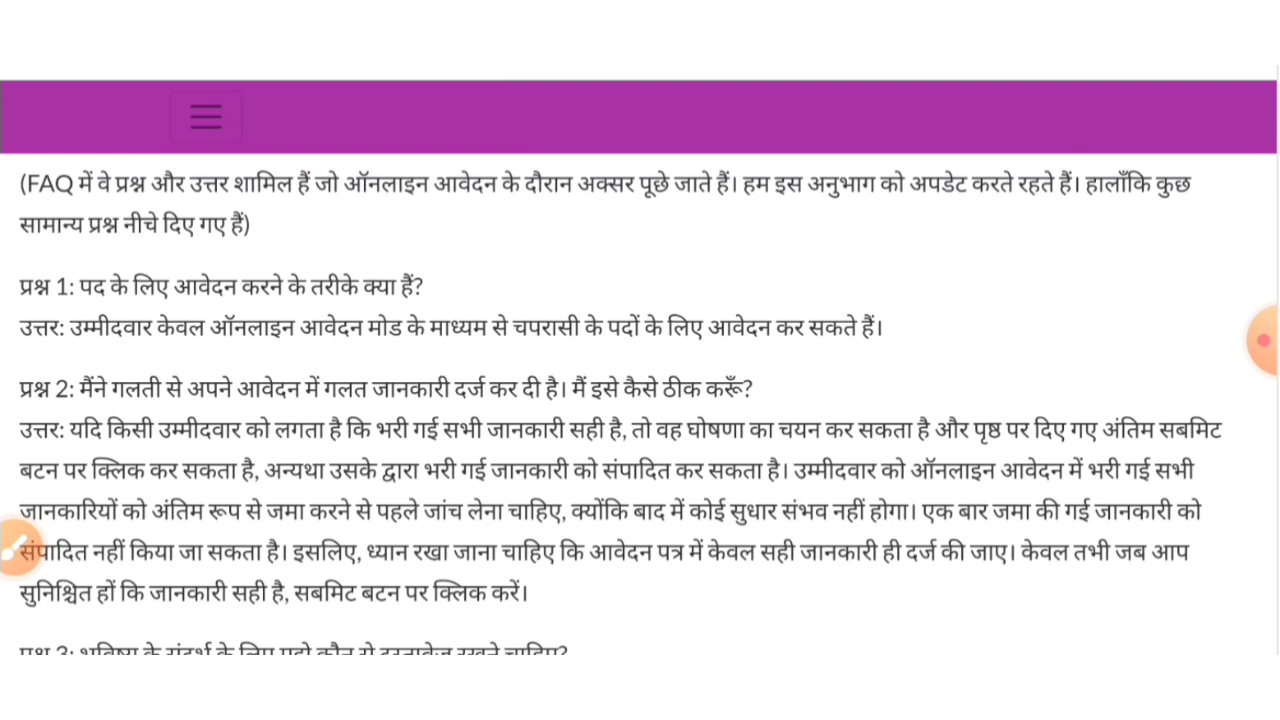 (FAQ में वे प्रश्न और उत्तर शामिल हैं जो ऑनलाइन आवेदन के दौरान अक्सर पूछे जाते हैं। हम इस अनुभाग को अपडेट करते रहते हैं। हालाँकि कुछ
सामान्य प्रश्न नीचे दिए गए हैं)
प्रश्न 1: पद के लिए आवेदन करने के तरीके क्या हैं?
उत्तर: उम्मीदवार केवल ऑनलाइन आवेदन मोड के माध्यम से चपरासी के पदों के लिए आवेदन कर सकते हैं।
प्रश्न 2: मैंने गलती से अपने आवेदन में गलत जानकारी दर्ज कर दी है। मैं इसे कैसे ठीक करूँ?
उत्तर: यदि किसी उम्मीदवार को लगता है कि भरी गई सभी जानकारी सही है, तो वह घोषणा का चयन कर सकता है और पृष्ठ पर दिए गए अंतिम सबमिट
बटन पर क्लिक कर सकता है, अन्यथा उसके द्वारा भरी गई जानकारी को संपादित कर सकता है। उम्मीदवार को ऑनलाइन आवेदन में भरी गई सभी
जानकारियों को अंतिम रूप से जमा करने से पहले जांच लेना चाहिए, क्योंकि बाद में कोई सुधार संभव नहीं होगा। एक बार जमा की गई जानकारी को
संपादित नहीं किया जा सकता है। इसलिए, ध्यान रखा जाना चाहिए कि आवेदन पत्र में केवल सही जानकारी ही दर्ज की जाए। केवल तभी जब आप
सुनिश्चित हों कि जानकारी सही है, सबमिट बटन पर क्लिक करें।
प्रश्न 3: भविष्य के संदर्भ के लिए मुझे कौन से दस्तावेज़ रखने चाहिए?